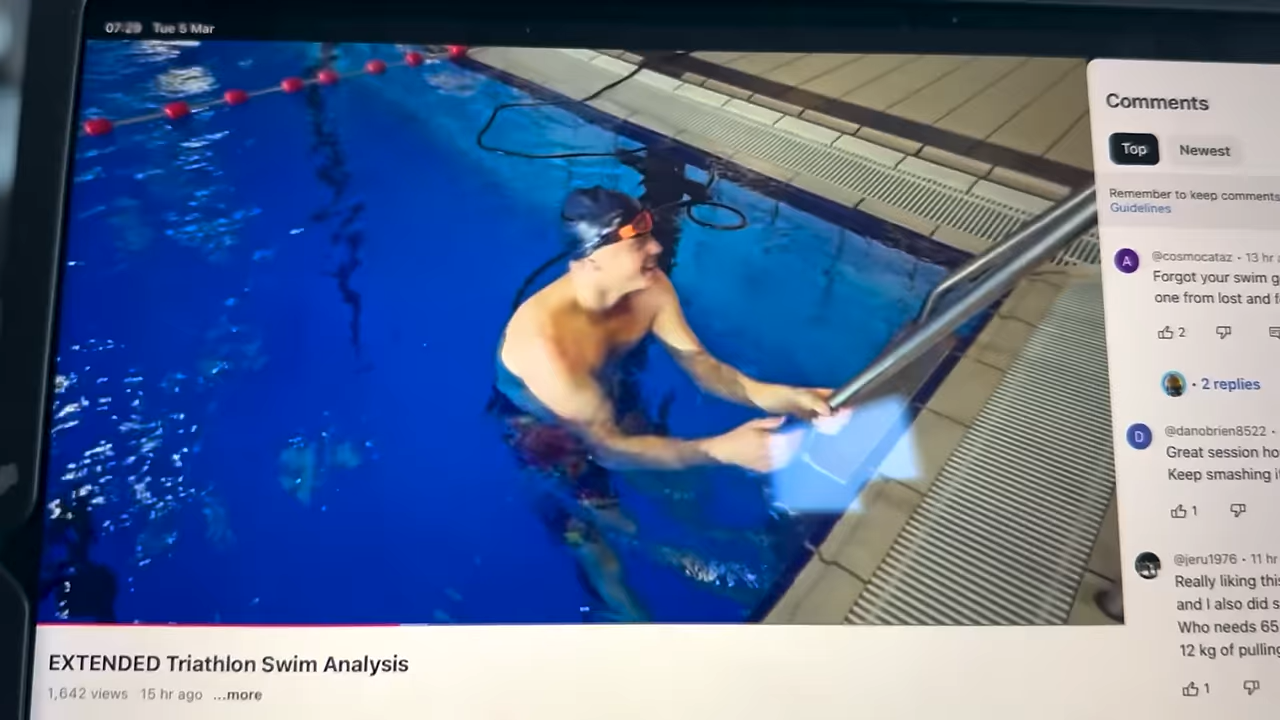 07:29 Tue 5 Mar
EXTENDED Triathlon Swim Analysis
1,642 views 15 hr ago ...more
Comments
Top Newest
Remember to keep comments
Guidelines
A
@cosmocataz • 13 hr
Forgot your swim g
one from lost and f
2
• 2 replies
D
@danobrien8522 •
Great session ho
Keep smashing i
1
@jeru1976 • 11 hr
Really liking this
and I also did s
Who needs 65
12 kg of pulling
1